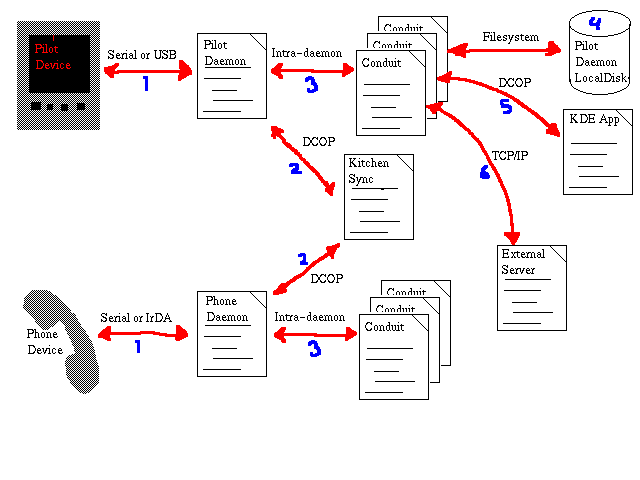 Pilot
Device
Serial or USB
1
Pilot
Daemon
Intra-daemon
3
Conduit
Conduit
Conduit
Filesystem
4
Pilot
Daemon
LocalDisk
DCOP
5
KDE App
DCOP
2
Kitchen
Sync
TCP/IP
6
External
Server
2
DCOP
Phone
Device
Serial or IrDA
1
Phone
Daemon
Intra-daemon
3
Conduit
Conduit
Conduit